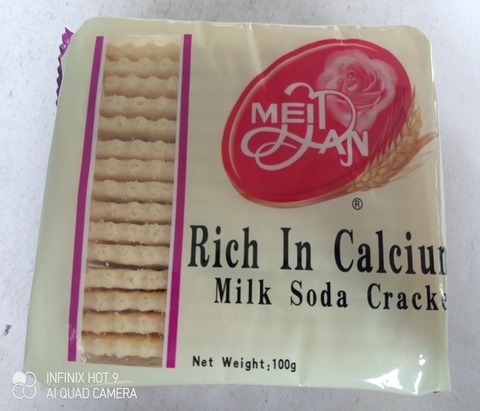 MEI DAN
®
Rich In Calciu
Milk Soda Cracke
Net Weight:100g
INFINIX HOT 9
AI QUAD CAMERA